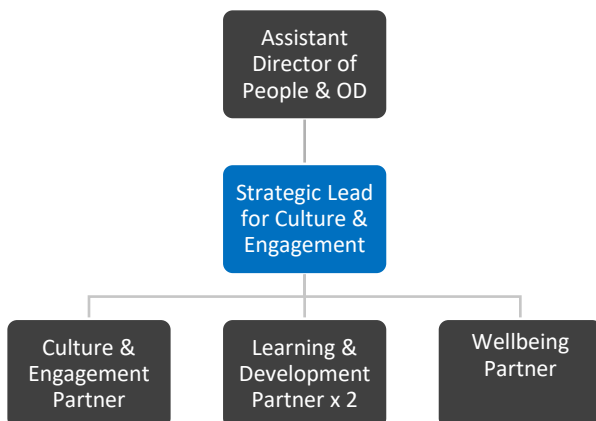 Assistant
Director of
People & OD
Strategic Lead
for Culture &
Engagement
Culture &
Engagement
Partner
Learning &
Development
Partner x 2
Wellbeing
Partner